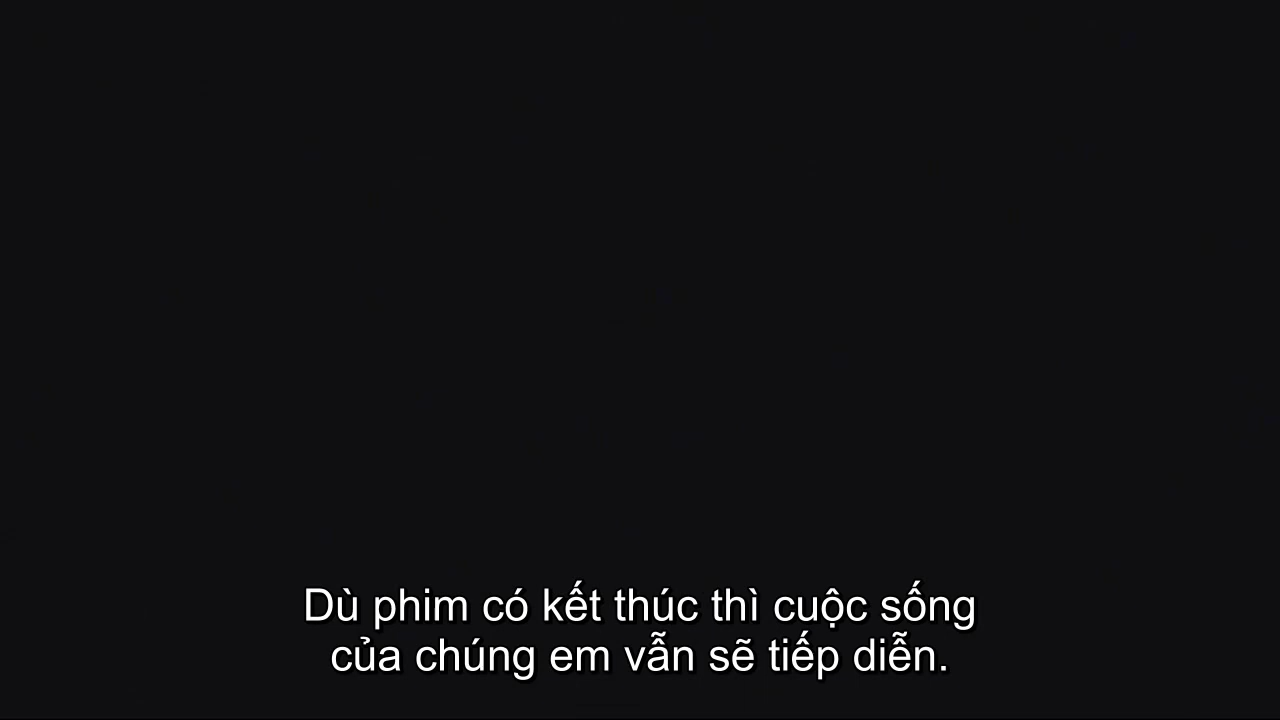 Dù phim có kết thúc thì cuộc sống
của chúng em vẫn sẽ tiếp diễn.